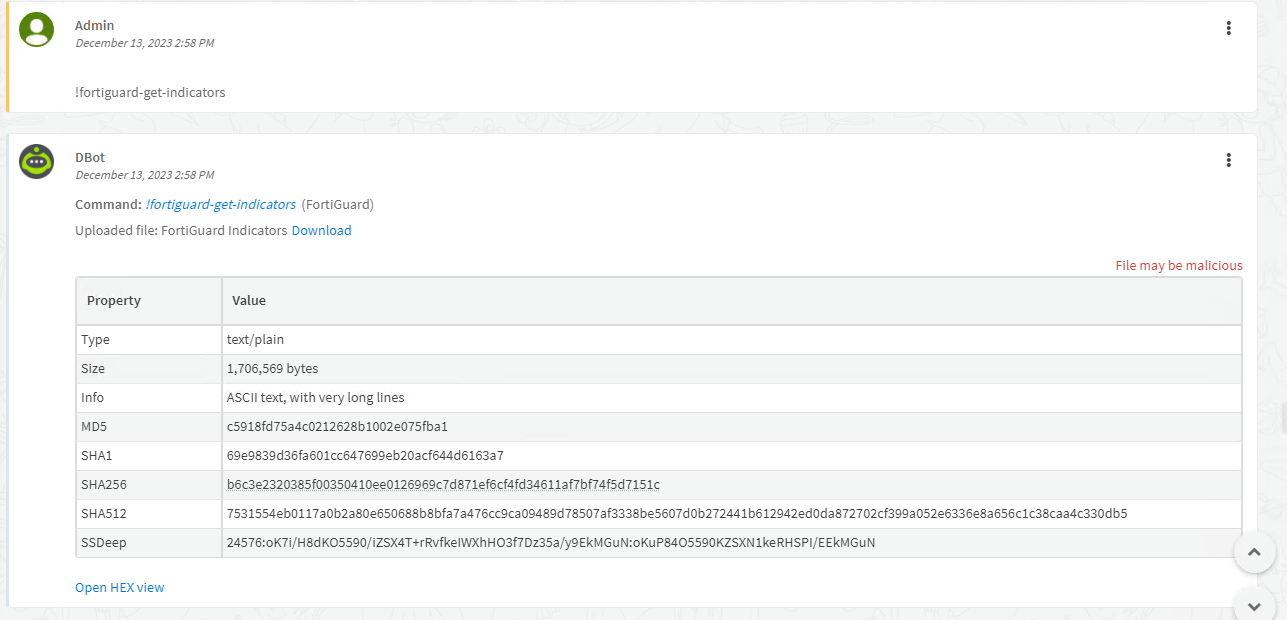 Admin
December 13, 2023 2:58 PM
!fortiguard-get-indicators
DBot
December 13, 2023 2:58 PM
Command: !fortiguard-get-indicators (FortiGuard)
Uploaded file: FortiGuard Indicators Download
File may be malicious
Property Value
Type text/plain
Size 1,706,569 bytes
Info ASCII text, with very long lines
MD5 c5918fd75a4c0212628b1002e075fba1
SHA1 69e9839d36fa601cc647699eb20acf644d6163a7
SHA256 b6c3e2320385f00350410ee0126969c7d871ef6cf4fd34611af7bf74f5d7151c
SHA512 7531554eb0117a0b2a80e650688b8bfa7a476cc9ca09489d78507af3338be5607d0b272441b612942ed0da872702cf399a052e6336e8a656c1c38caa4c330db5
SSDeep 24576:oK7i/H8dKO5590/iZSX4T+rRvfkeIWXhHO3f7Dz35a/y9EkMGuN:oKuP84O5590KZSXN1keRHSPI/EEkMGuN
Open HEX view